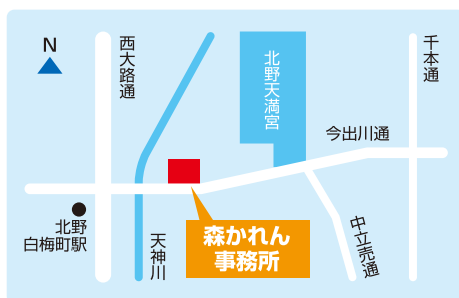 N
西大路通
北野天満宮
千本通
今出川通
北野
白梅町駅
天神川
森かれん
事務所
中立売通